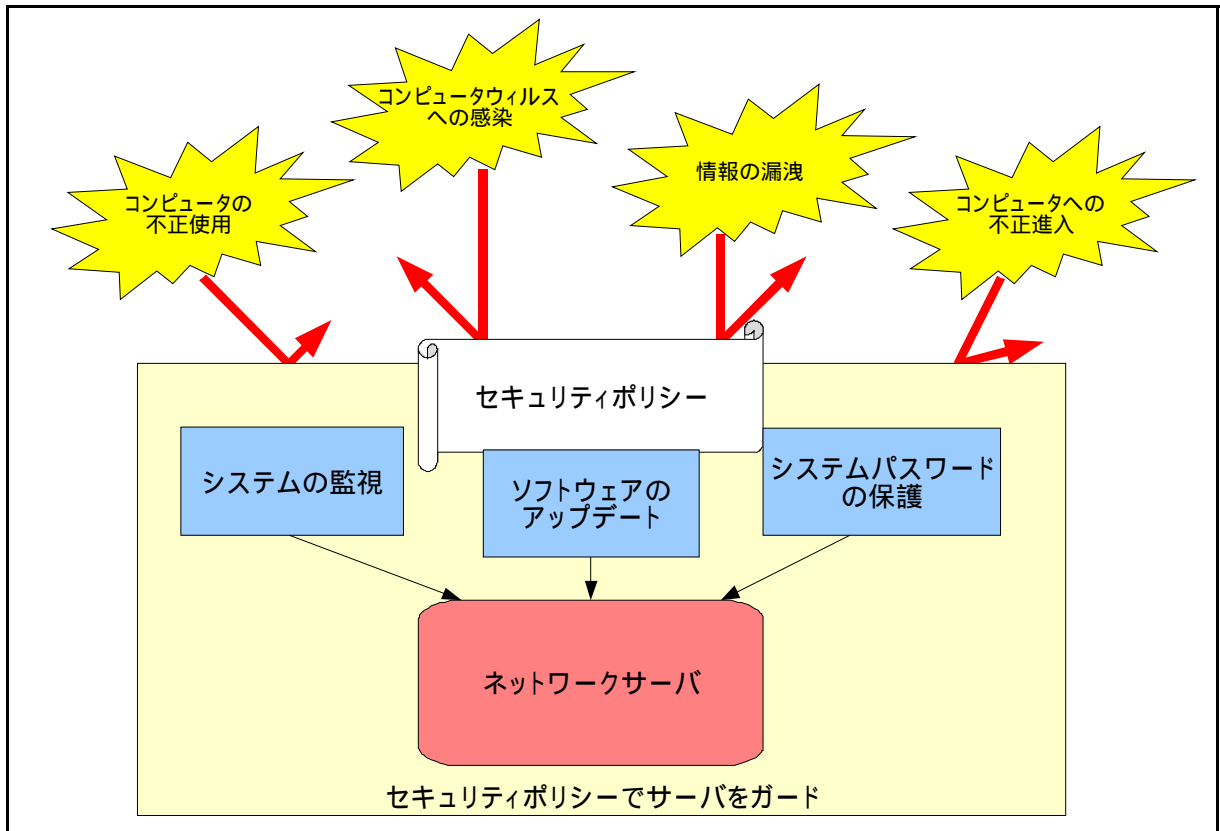 コンピュータウィルス
への感染
情報の漏洩
コンピュータの
不正使用
コンピュータへの
不正進入
セキュリティポリシー
システムの監視
ソフトウェアの
アップデート
システムパスワード
の保護
ネットワークサーバ
セキュリティポリシーでサーバをガード